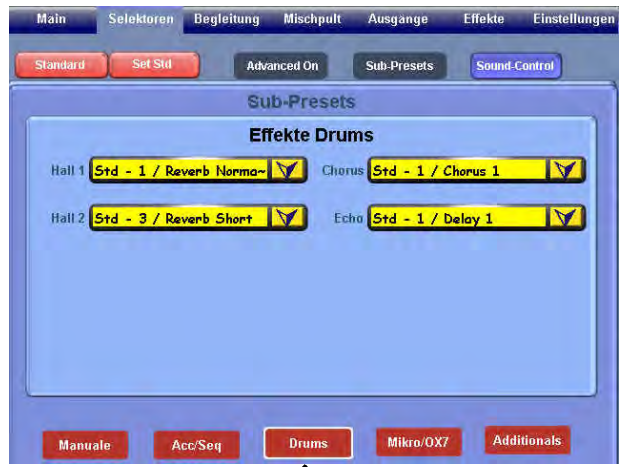 Main Selektoren Begleitung Mischpult Ausgange Effekte Einstellungen
Standard Set Std Advanced On Sub-Presets Sound-Control
Sub-Presets
Effekte Drums
Hall 1 Std - 1 / Reverb Norma~ Chorus Std - 1 / Chorus 1
Hall 2 Std - 3 / Reverb Short Echo Std - 1 / Delay 1
Manuale Acc/Seq Drums Mikro/OX7 Additionals